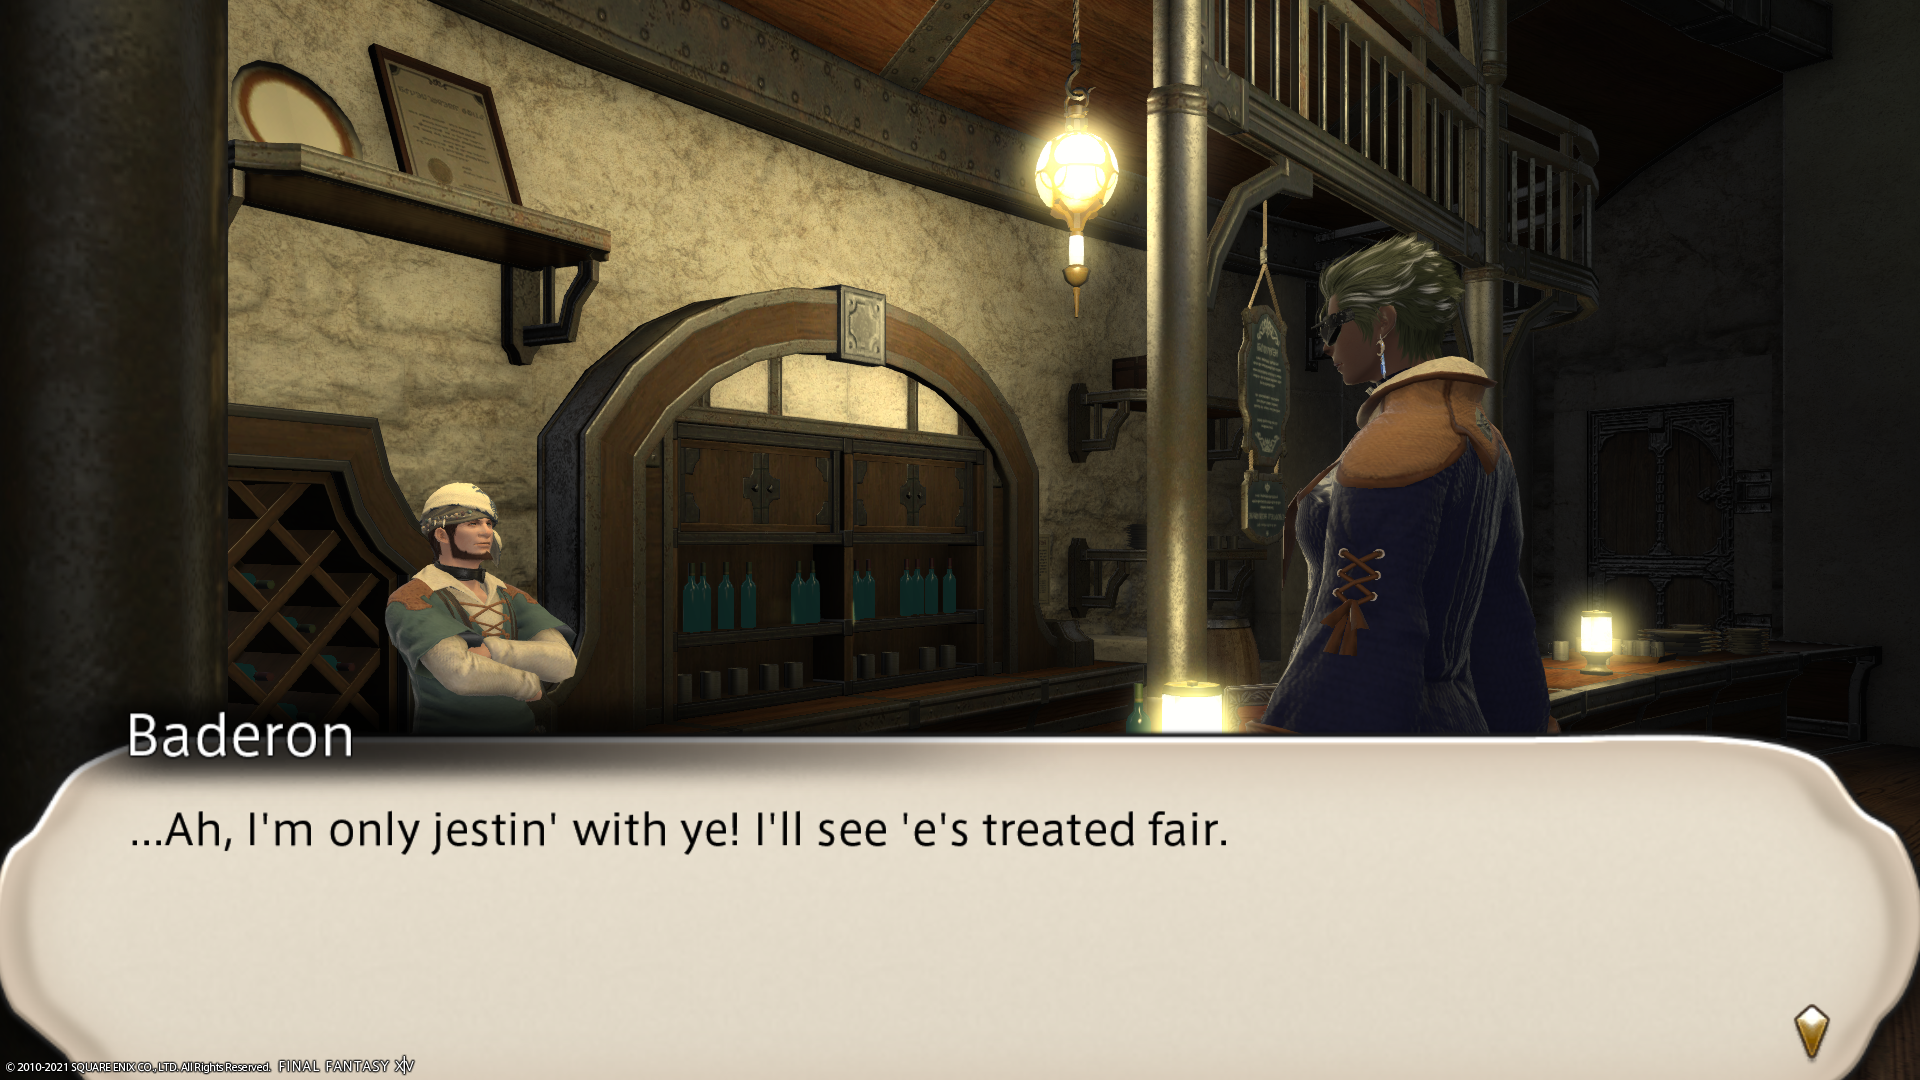 Baderon
...Ah, I'm only jestin' with ye! I'll see 'e's treated fair.
© 2010-2021 SQUARE ENIX CO., LTD. All Rights Reserved. FINAL FANTASY XIV